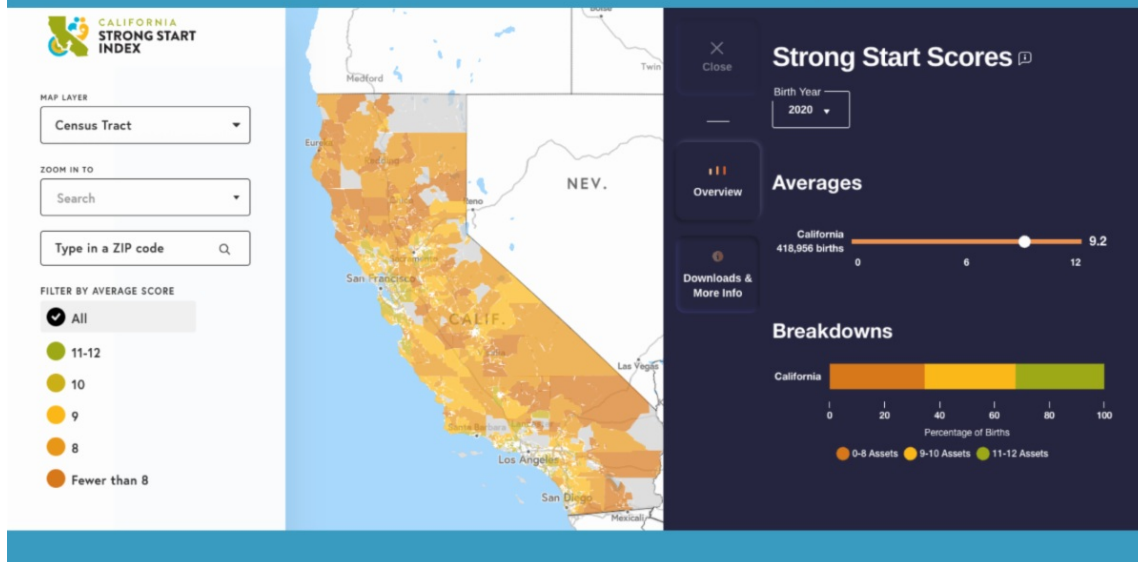 CALIFORNIA
STRONG START
INDEX
MAP LAYER
Census Tract
ZOOM IN TO
Search
Type in a ZIP code
FILTER BY AVERAGE SCORE
All
11-12
10
9
8
Fewer than 8
Boise
Twin
Medford
Eureka
Redding
NEV.
Reno
Sacramento
San Francisco
CALIF.
Las Vegas
Santa Barbara
Los Angeles
San Diego
Mexicali
Close
Overview
Downloads &
More Info
Strong Start Scores
Birth Year
2020
Averages
California
418,956 births
9.2
0 6 12
Breakdowns
California
0 20 40 60 80 100
Percentage of Births
0-8 Assets 9-10 Assets 11-12 Assets